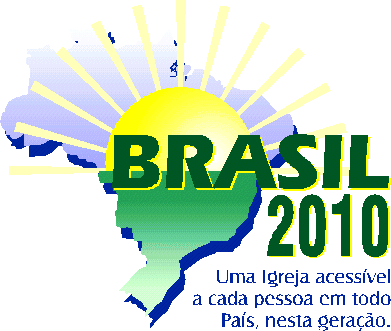 BRASIL
2010
Uma Igreja acessível
a cada pessoa em todo
País, nesta geração.